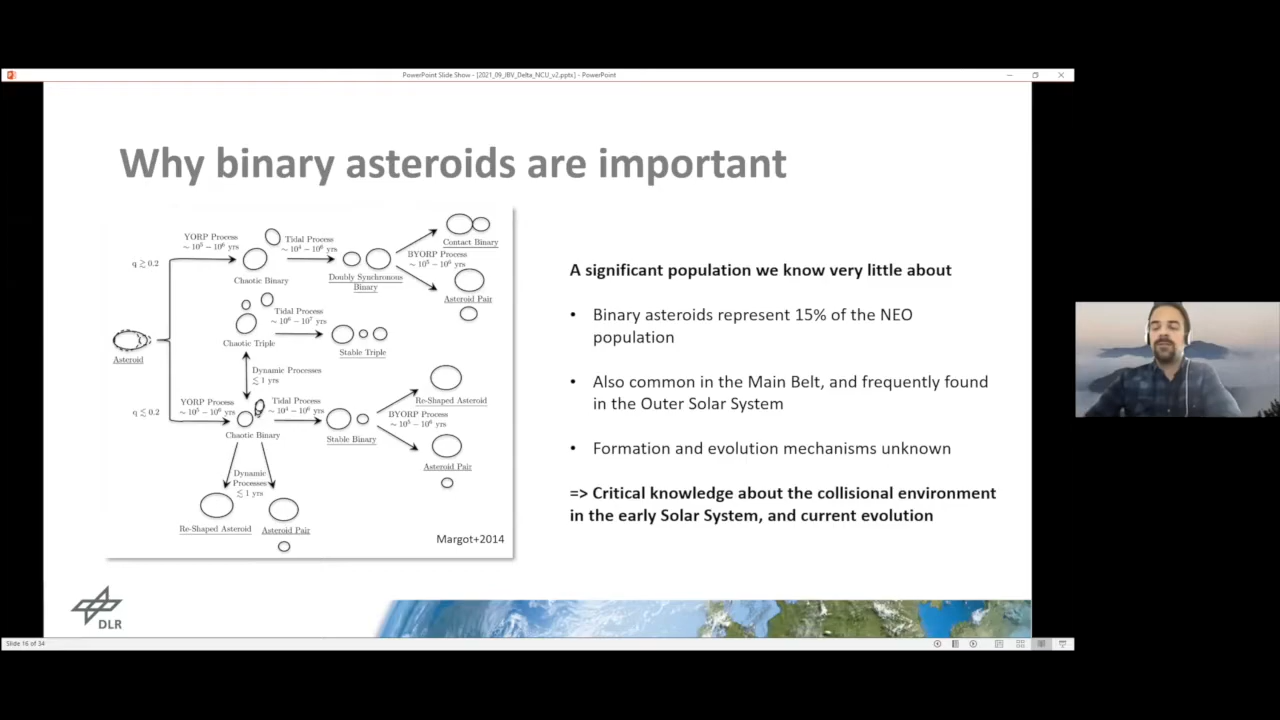 PowerPoint Slide Show - [2021_09_JBV_Delta_NCU_v2.pptx] - PowerPoint
Why binary asteroids are important
YORP Process
~ 10⁵ − 10⁶ yrs
q ≳ 0.2
Chaotic Binary
Tidal Process
~ 10⁴ − 10⁶ yrs
Doubly Synchronous
Binary
BYORP Process
~ 10⁵ − 10⁶ yrs
Contact Binary
Asteroid Pair
Chaotic Triple
Tidal Process
~ 10⁶ − 10⁷ yrs
Stable Triple
Asteroid
Dynamic Processes
≲ 1 yrs
q ≲ 0.2
YORP Process
~ 10⁵ − 10⁶ yrs
Chaotic Binary
Tidal Process
~ 10⁴ − 10⁶ yrs
Stable Binary
BYORP Process
~ 10⁵ − 10⁶ yrs
Re-Shaped Asteroid
Asteroid Pair
Dynamic
Processes
≲ 1 yrs
Re-Shaped Asteroid
Asteroid Pair
Margot+2014
A significant population we know very little about
• Binary asteroids represent 15% of the NEO
population
• Also common in the Main Belt, and frequently found
in the Outer Solar System
• Formation and evolution mechanisms unknown
=> Critical knowledge about the collisional environment
in the early Solar System, and current evolution
DLR
Slide 16 of 34